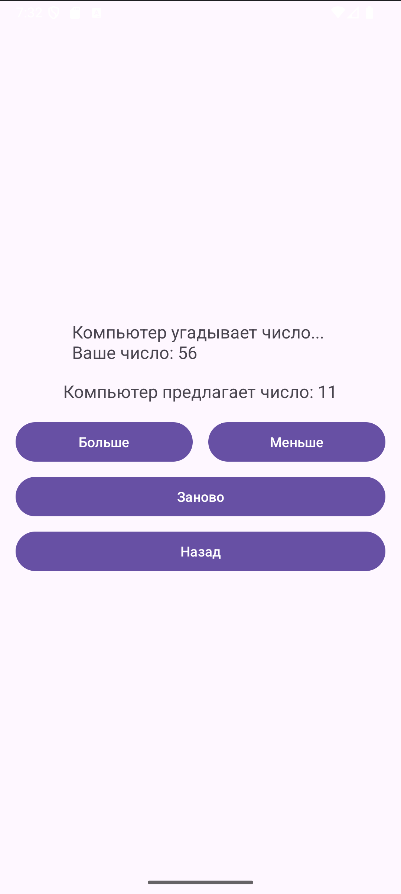 Компьютер угадывает число...
Ваше число: 56
Компьютер предлагает число: 11
Больше
Меньше
Заново
Назад